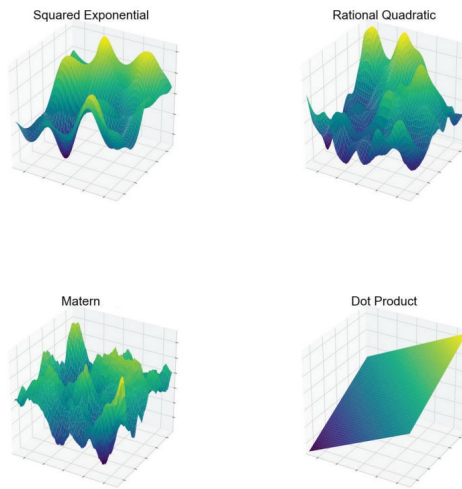 Squared Exponential
Rational Quadratic
Matern
Dot Product